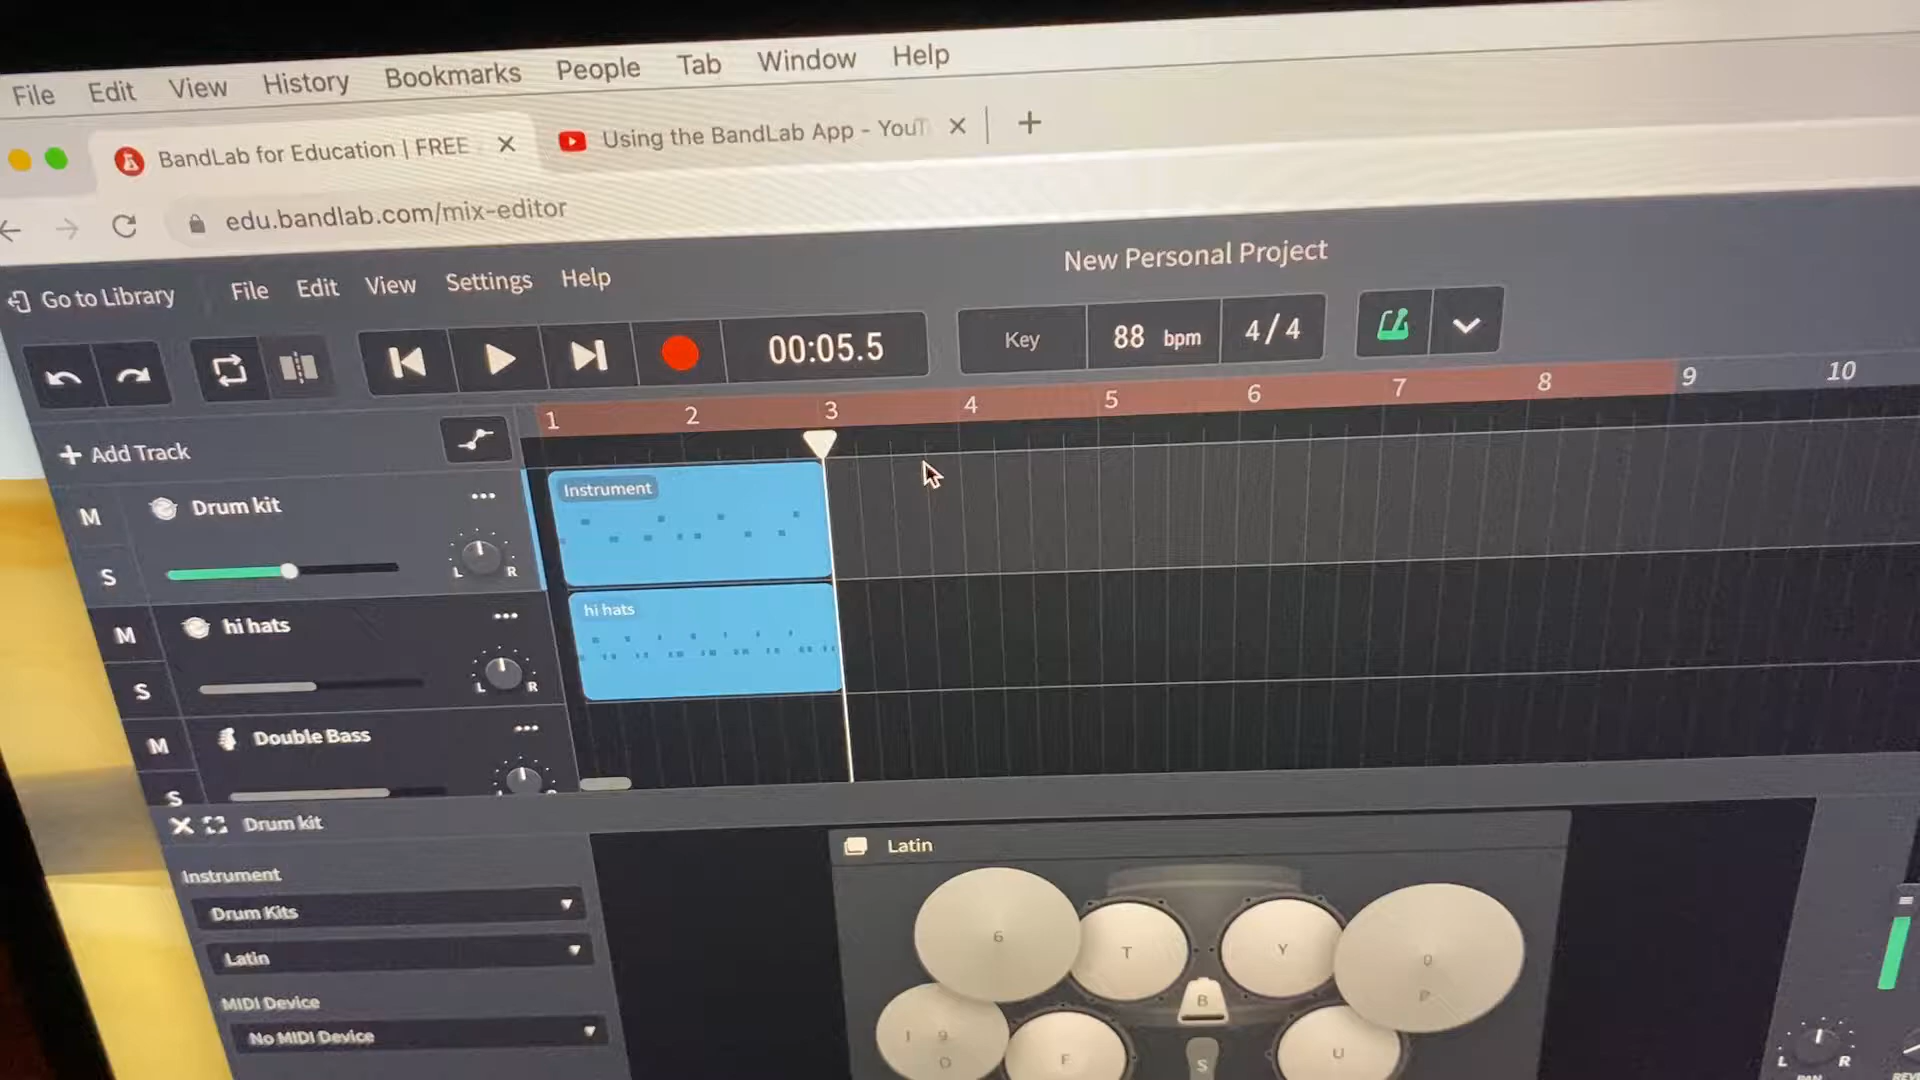 File Edit View History Bookmarks People Tab Window Help
BandLab for Education | FREE
Using the BandLab App - YouT
edu.bandlab.com/mix-editor
New Personal Project
Go to Library File Edit View Settings Help
00:05.5 Key 88 bpm 4/4
1 2 3 4 5 6 7 8 9 10
+ Add Track
M Drum kit
S L R
Instrument
M hi hats
S L R
hi hats
M Double Bass
S
Drum kit
Latin
Instrument
Drum Kits
Latin
MIDI Device
No MIDI Device
6 T Y 0 P
B
I 9 O F S U
L R